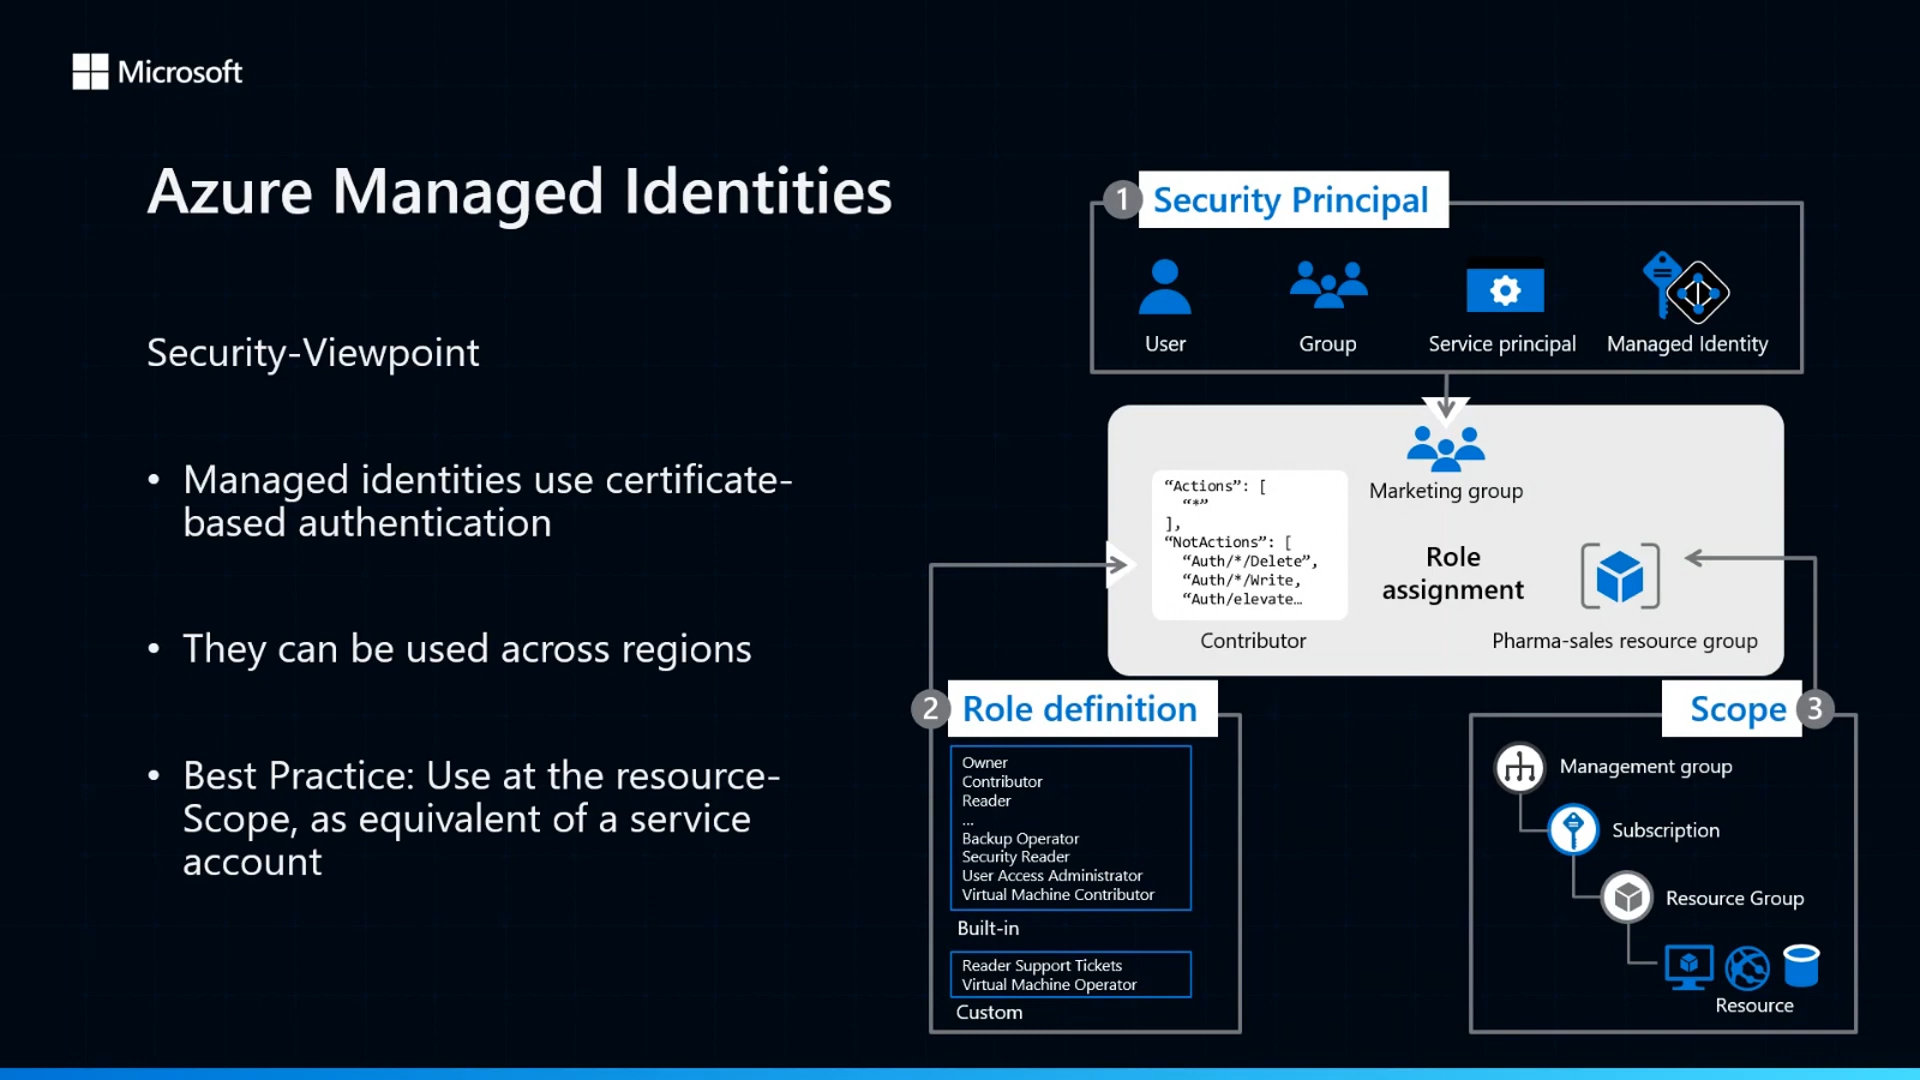 Microsoft
Azure Managed Identities
Security-Viewpoint
• Managed identities use certificate-
based authentication
• They can be used across regions
• Best Practice: Use at the resource-
Scope, as equivalent of a service
account
1 Security Principal
User
Group
Service principal
Managed Identity
Marketing group
“Actions”: [
“*”
],
“NotActions”: [
“Auth/*/Delete”,
“Auth/*/Write,
“Auth/elevate…
Contributor
Role
assignment
Pharma-sales resource group
2 Role definition
Owner
Contributor
Reader
...
Backup Operator
Security Reader
User Access Administrator
Virtual Machine Contributor
Built-in
Reader Support Tickets
Virtual Machine Operator
Custom
Scope 3
Management group
Subscription
Resource Group
Resource